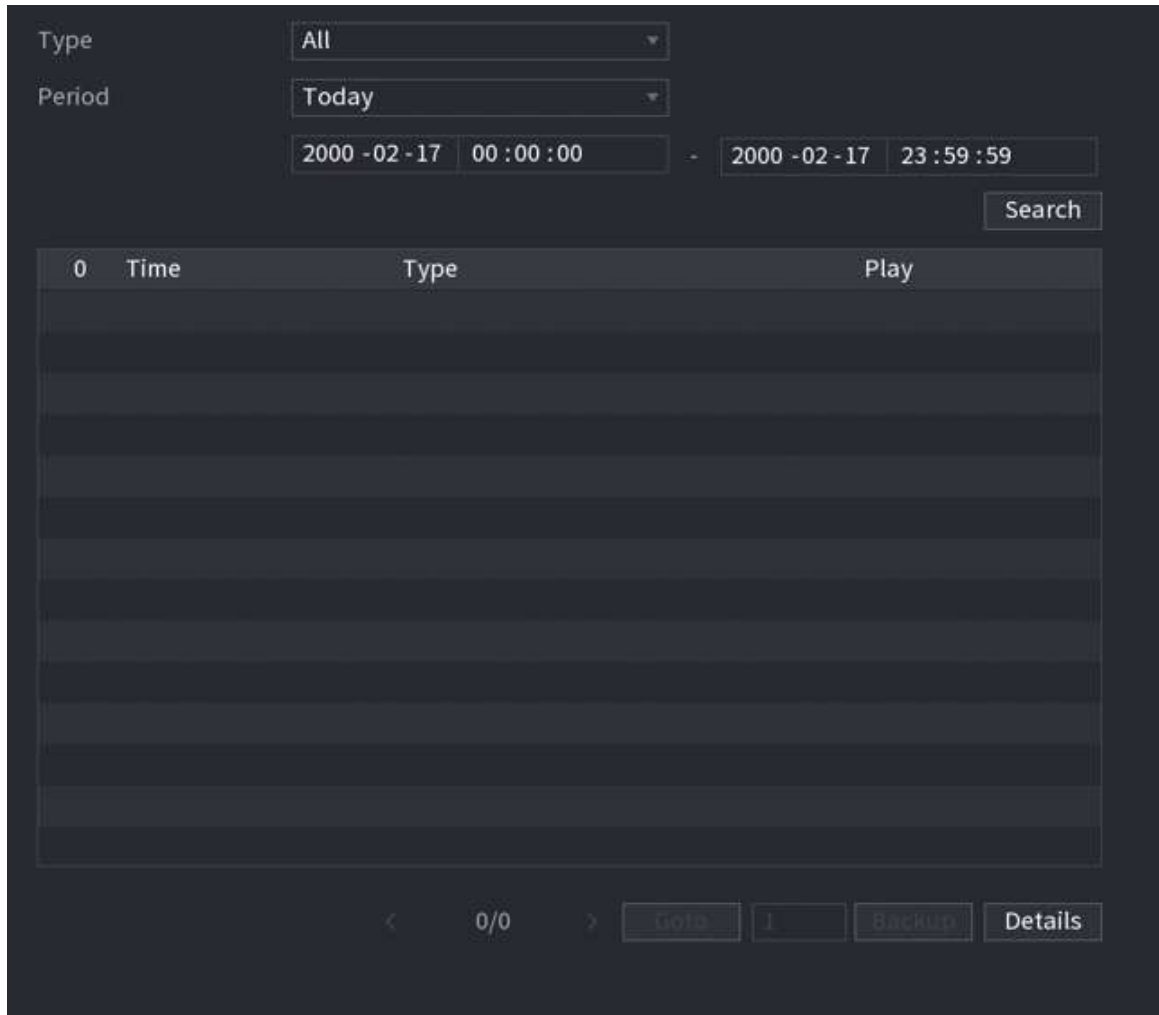 Type All
Period Today
2000 -02 -17 00 :00 :00 - 2000 -02 -17 23 :59 :59
Search
0 Time Type Play
< 0/0 > Goto 1 Backup Details